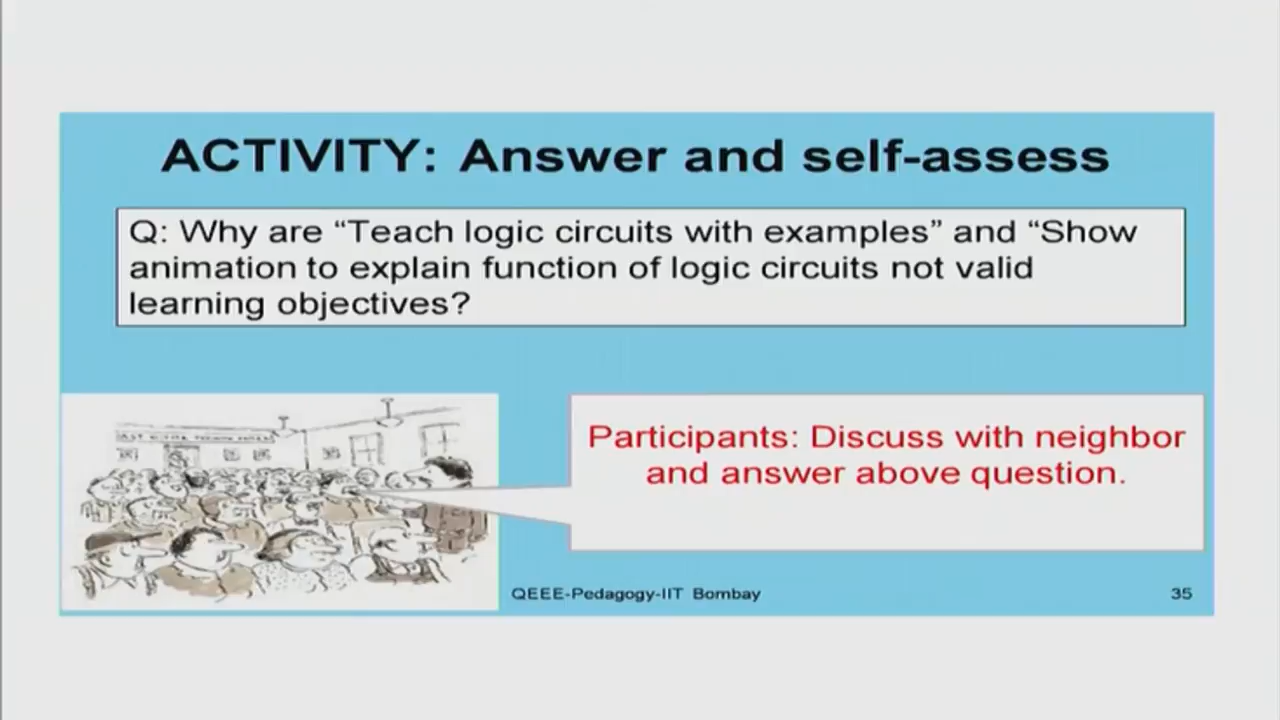 ACTIVITY: Answer and self-assess
Q: Why are “Teach logic circuits with examples” and “Show
animation to explain function of logic circuits not valid
learning objectives?
Participants: Discuss with neighbor
and answer above question.
QEEE-Pedagogy-IIT Bombay
35